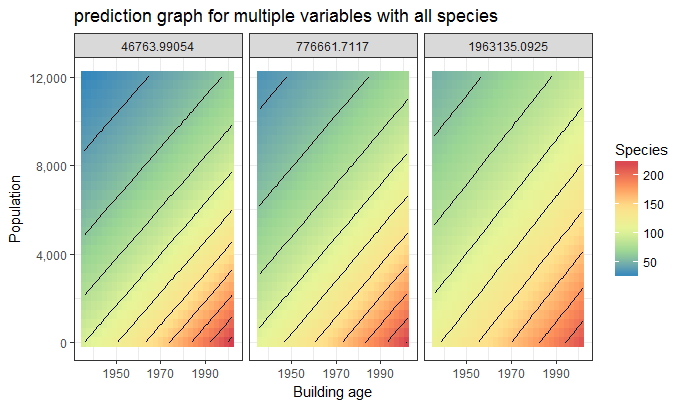 prediction graph for multiple variables with all species
46763.99054 776661.7117 1963135.0925
12,000
8,000
4,000
0
Population
1950 1970 1990 1950 1970 1990 1950 1970 1990
Building age
Species
200
150
100
50